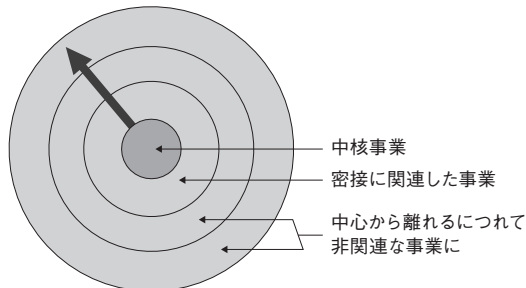 中核事業
密接に関連した事業
中心から離れるにつれて
非関連な事業に